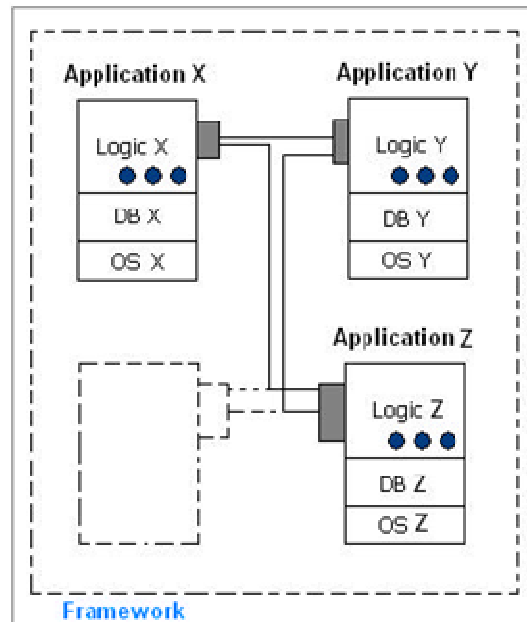 Application X
Application Y
Logic X
Logic Y
DB X
DB Y
OS X
OS Y
Application Z
Logic Z
DB Z
OS Z
Framework